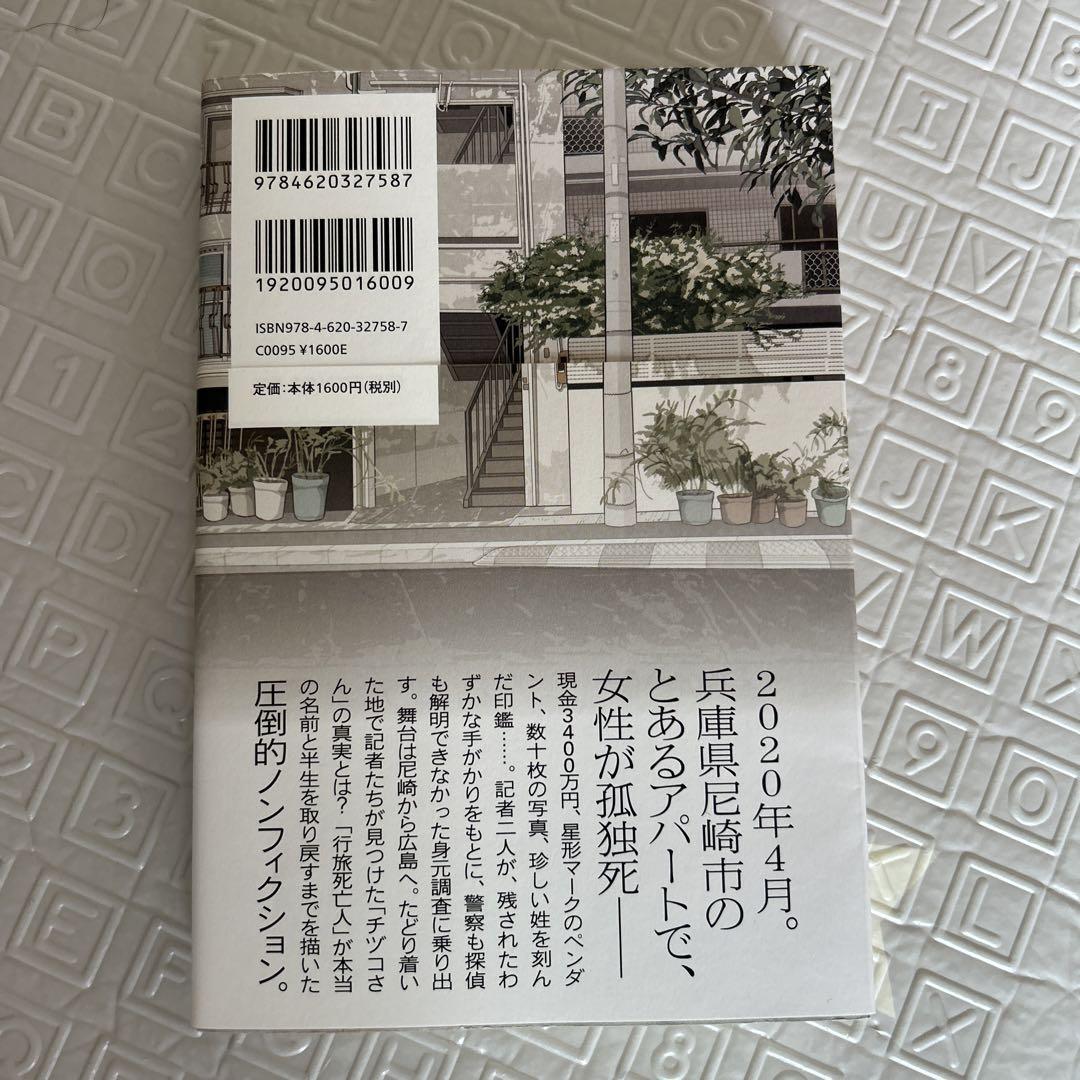 9784620327587
1920095016009
ISBN978-4-620-32758-7
C0095 ¥1600E
定価:本体1600円(税別)
2020年4月。
兵庫県尼崎市の
とあるアパートで、
女性が孤独死——
現金3400万円、星形マークのペンダ
ント、数十枚の写真、珍しい姓を刻ん
だ印鑑……。記者二人が、残されたわ
ずかな手がかりをもとに、警察も探偵
も解明できなかった身元調査に乗り出
す。舞台は尼崎から広島へ。たどり着い
た地で記者たちが見つけた「チヅコさ
ん」の真実とは?「行旅死亡人」が本当
の名前と半生を取り戻すまでを描いた
圧倒的ノンフィクション。